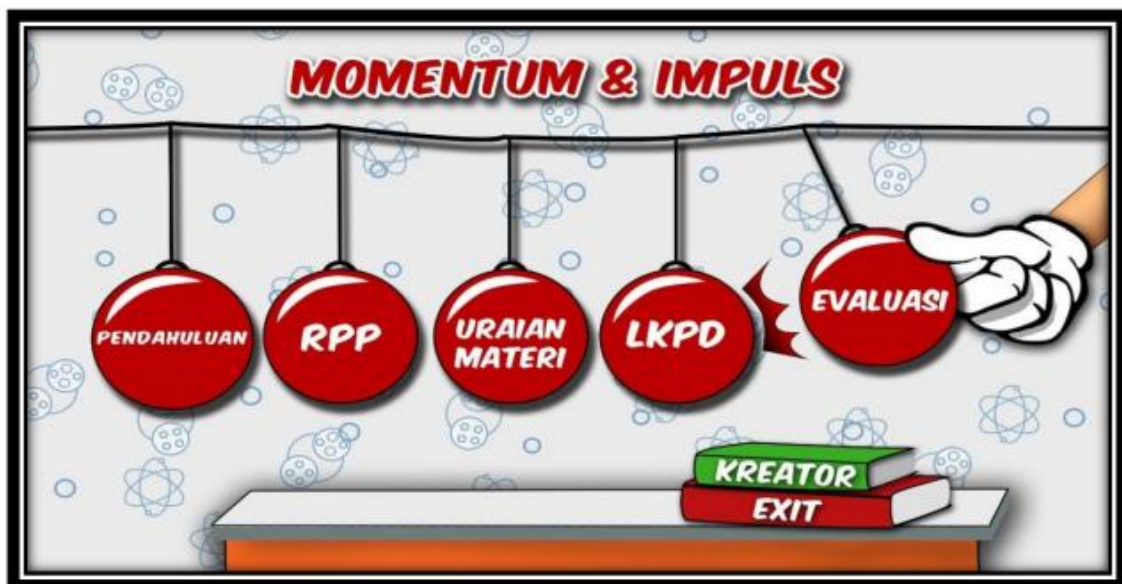 MOMENTUM & IMPULS
PENDAHULUAN
RPP
URAIAN
MATERI
LKPD
EVALUASI
KREATOR
EXIT